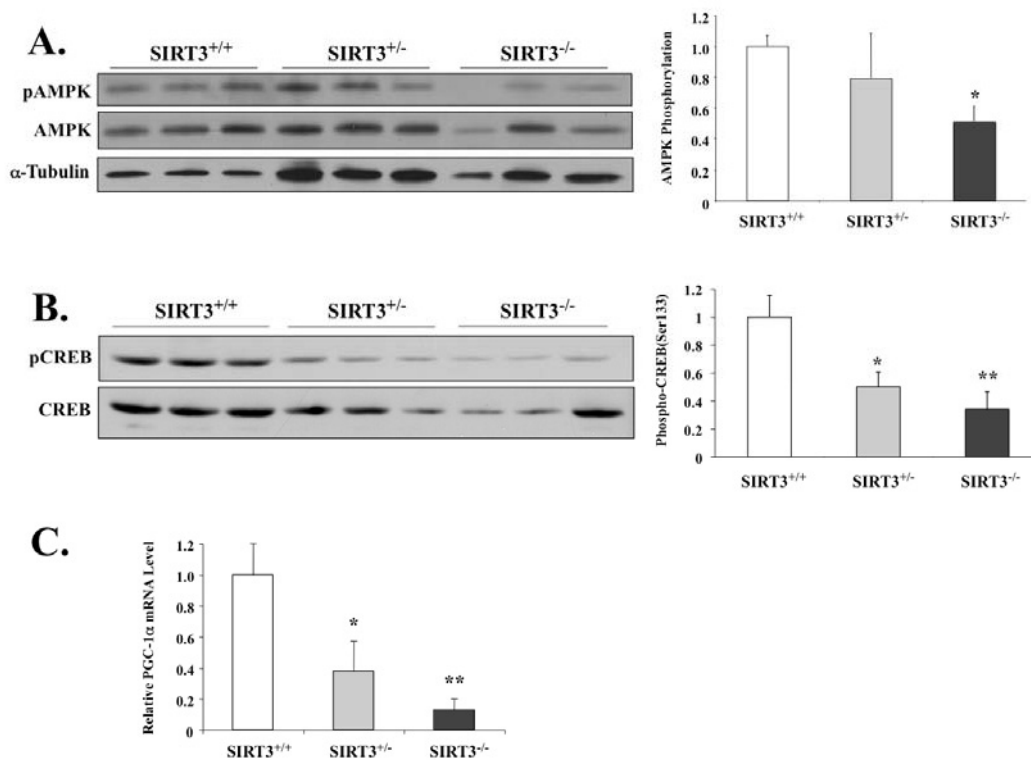 A.
SIRT3+/+ SIRT3+/- SIRT3-/-
pAMPK
AMPK
α-Tubulin
AMPK Phosphorylation
1.2
1.0
0.8
0.6
0.4
0.2
0
*
SIRT3+/+ SIRT3+/- SIRT3-/-
B.
SIRT3+/+ SIRT3+/- SIRT3-/-
pCREB
CREB
Phospho-CREB(Ser133)
1.2
1
0.8
0.6
0.4
0.2
0
*
**
SIRT3+/+ SIRT3+/- SIRT3-/-
C.
Relative PGC-1α mRNA Level
1.2
1.0
0.8
0.6
0.4
0.2
0
*
**
SIRT3+/+ SIRT3+/- SIRT3-/-